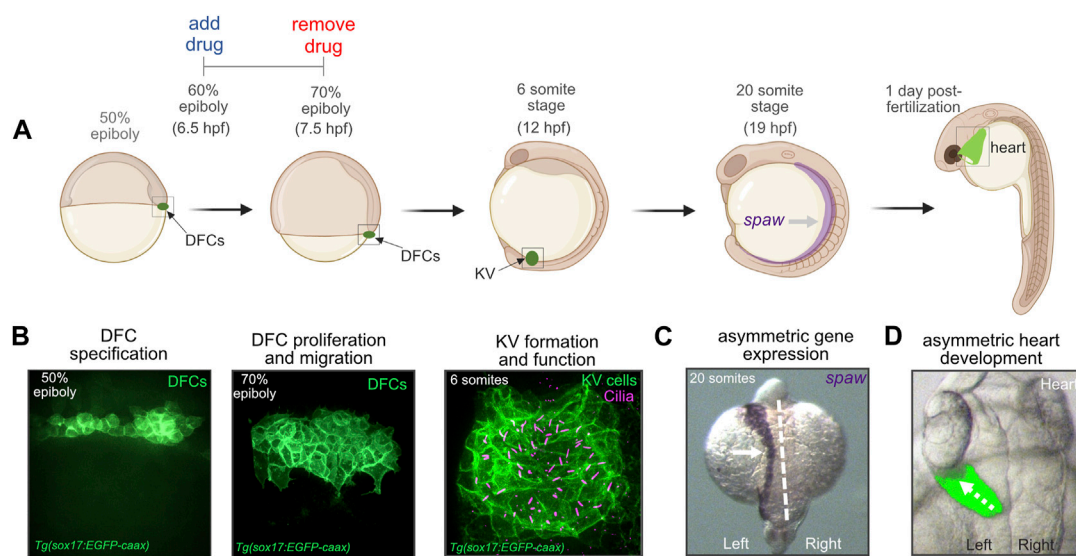 add
drug
remove
drug
50%
epiboly
60%
epiboly
(6.5 hpf)
70%
epiboly
(7.5 hpf)
6 somite
stage
(12 hpf)
20 somite
stage
(19 hpf)
1 day post-
fertilization
A
DFCs
DFCs
KV
spaw
heart
B
DFC
specification
50%
epiboly
DFCs
Tg(sox17:EGFP-caax)
DFC proliferation
and migration
70%
epiboly
DFCs
Tg(sox17:EGFP-caax)
KV formation
and function
6 somites
KV cells
Cilia
Tg(sox17:EGFP-caax)
C
asymmetric gene
expression
20 somites
spaw
Left
Right
D
asymmetric heart
development
Heart
Left
Right